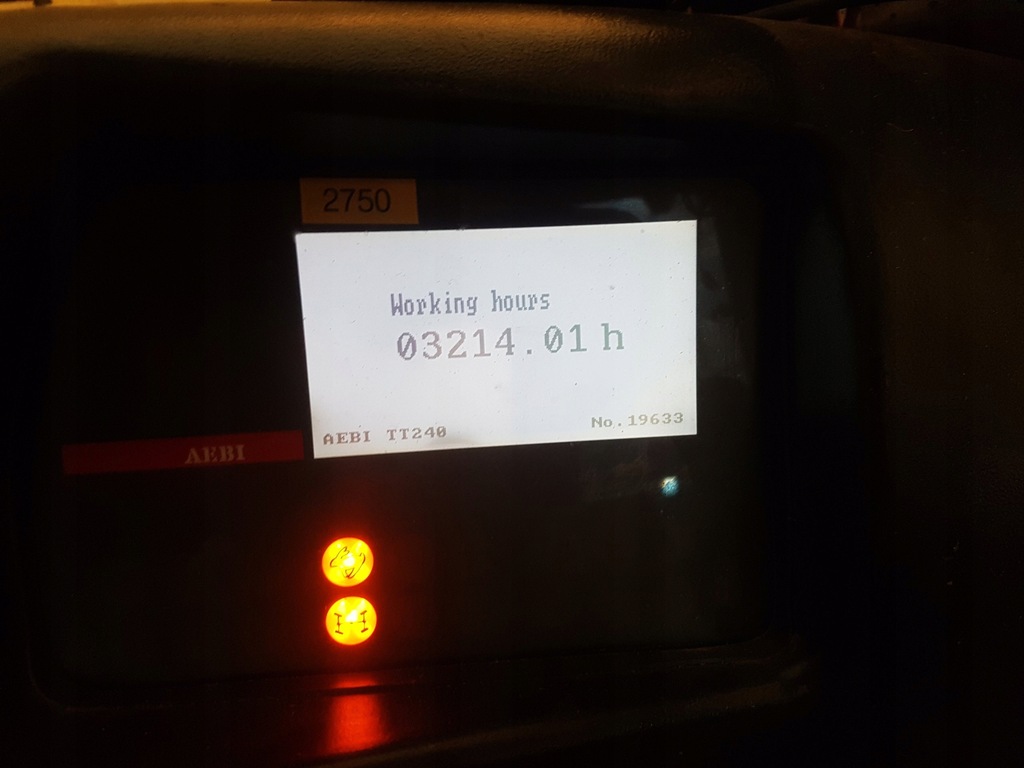 2750
Working hours
03214.01 h
AEBI TT240
No.19633
AEBI